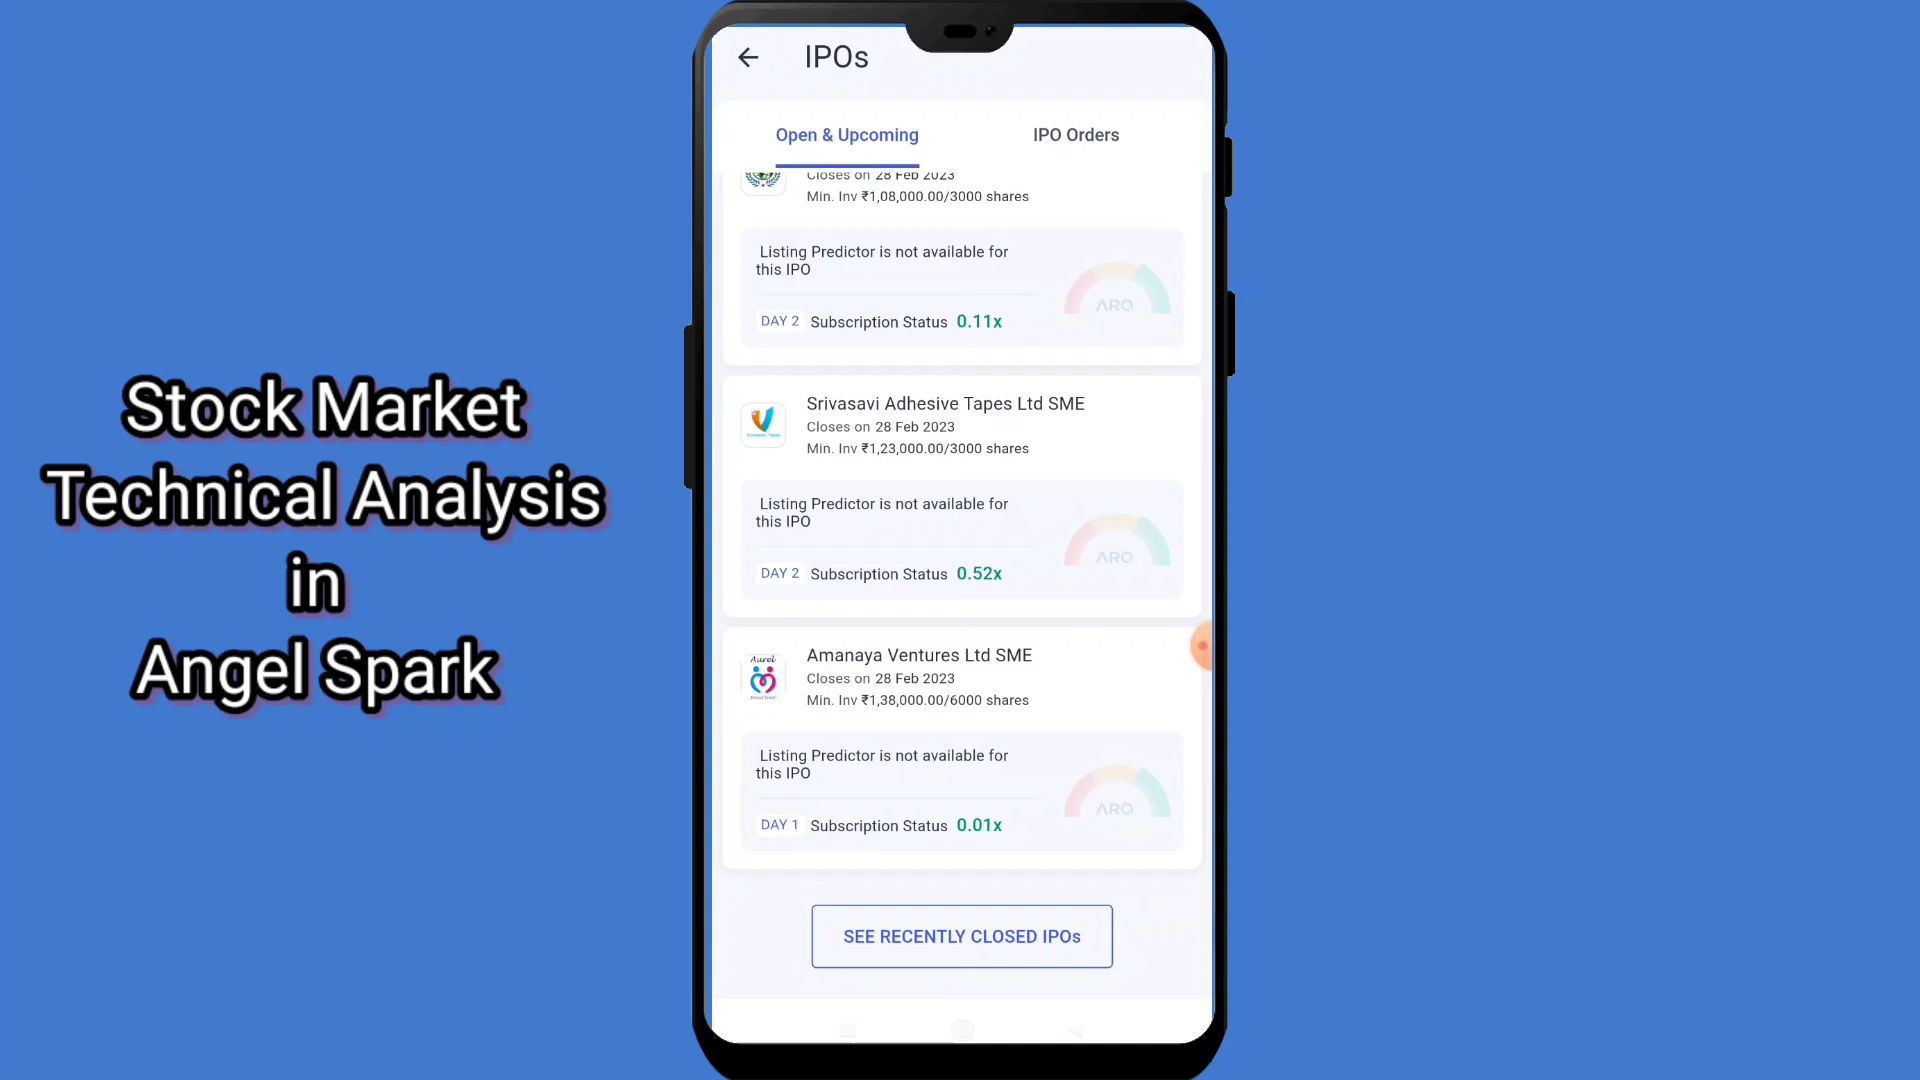 Stock Market
Technical Analysis
in
Angel Spark
IPOs
Open & Upcoming
IPO Orders
Closes on 28 Feb 2023
Min. Inv ₹1,08,000.00/3000 shares
Listing Predictor is not available for
this IPO
ARQ
DAY 2 Subscription Status 0.11x
Srivasavi Adhesive Tapes Ltd SME
Closes on 28 Feb 2023
Min. Inv ₹1,23,000.00/3000 shares
Listing Predictor is not available for
this IPO
ARQ
DAY 2 Subscription Status 0.52x
Aurel
Amanaya Ventures Ltd SME
Closes on 28 Feb 2023
Min. Inv ₹1,38,000.00/6000 shares
Listing Predictor is not available for
this IPO
ARQ
DAY 1 Subscription Status 0.01x
SEE RECENTLY CLOSED IPOs